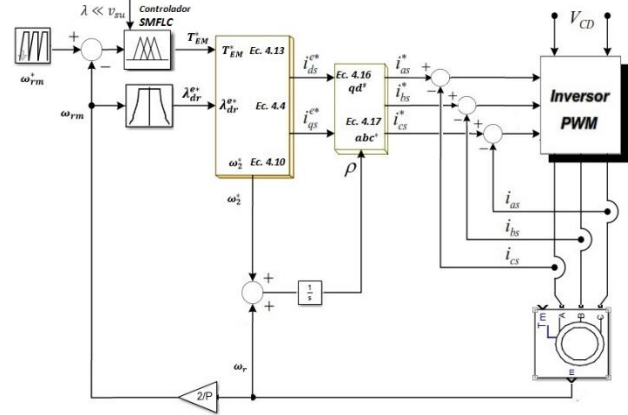 λ ≪ v_su
Controlador
SMFLC
V_CD
ω*_rm
+
−
T*_EM
T*_EM Ec. 4.13
Ec. 4.4
λ^e*_dr
λ^e*_dr
ω*_2 Ec. 4.10
i^e*_ds
i^e*_qs
Ec. 4.16
qd^s
Ec. 4.17
abc^s
i*_as
i*_bs
i*_cs
+
−
+
−
+
−
Inversor
PWM
ω_rm
ρ
i_as
i_bs
i_cs
ω*_2
+
+
1
s
ω_r
2/P
Tm
A
B
C
E